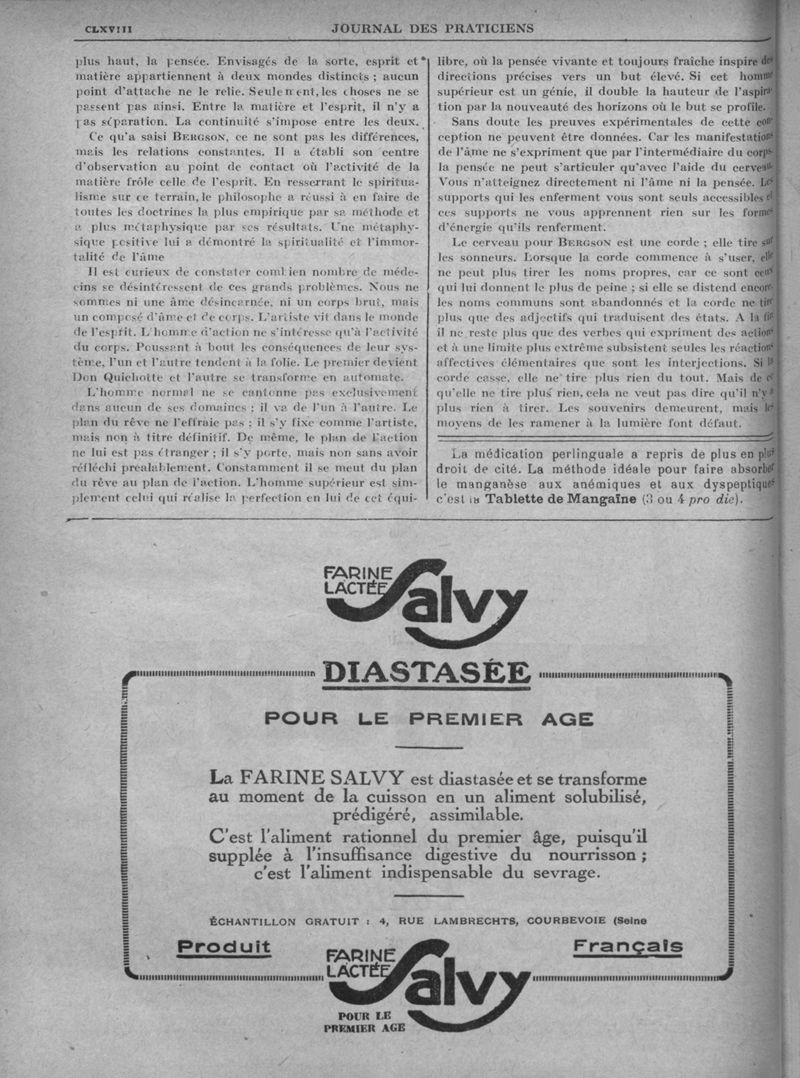 CLXVIII
JOURNAL DES PRATICIENS
plus haut, la pensée. Envisagés de la sorte, esprit et
matière appartiennent à deux mondes distincts ; aucun
point d'attache ne le relie. Seulement, les choses ne se
passent pas ainsi. Entre la matière et l'esprit, il n'y a
pas séparation. La continuité s'impose entre les deux.
Ce qu'a saisi BERGSON, ce ne sont pas les différences,
mais les relations constantes. Il a établi son centre
d'observation au point de contact où l'activité de la
matière frôle celle de l'esprit. En resserrant le spiritua-
lisme sur ce terrain, le philosophe a réussi à en faire de
toutes les doctrines la plus empirique par sa méthode et
a plus métaphysique par ses résultats. Une métaphy-
sique positive lui a démontré la spiritualité et l'immor-
talité de l'âme
Il est curieux de constater combien nombre de méde-
cins se désintéressent de ces grands problèmes. Nous ne
sommes ni une âme désincarnée, ni un corps brut, mais
un composé d'âme et de corps. L'artiste vit dans le monde
de l'esprit. L'homme d'action ne s'intéresse qu'à l'activité
du corps. Poussant à bout les conséquences de leur sys-
tème, l'un et l'autre tendent à la folie. Le premier devient
Don Quichotte et l'autre se transforme en automate.
L'homme normal ne se cantonne pas exclusivement
dans aucun de ses domaines ; il va de l'un à l'autre. Le
plan du rêve ne l'effraie pas ; il s'y fixe comme l'artiste,
mais non à titre définitif. De même, le plan de l'action
ne lui est pas étranger ; il s'y porte, mais non sans avoir
réfléchi prealablement. Constamment il se meut du plan
du rêve au plan de l'action. L'homme supérieur est sim-
plement celui qui réalise la perfection en lui de cet équi-
libre, où la pensée vivante et toujours fraîche inspire des
directions précises vers un but élevé. Si cet homme
supérieur est un génie, il double la hauteur de l'aspira-
tion par la nouveauté des horizons où le but se profile.
Sans doute les preuves expérimentales de cette con-
ception ne peuvent être données. Car les manifestations
de l'âme ne s'expriment que par l'intermédiaire du corps.
la pensée ne peut s'articuler qu'avec l'aide du cerveau.
Vous n'atteignez directement ni l'âme ni la pensée. Les
supports qui les enferment vous sont seuls accessibles et
ces supports ne vous apprennent rien sur les formes
d'énergie qu'ils renferment.
Le cerveau pour BERGSON est une corde ; elle tire sur
les sonneurs. Lorsque la corde commence à s'user, elle
ne peut plus tirer les noms propres, car ce sont ceux
qui lui donnent le plus de peine ; si elle se distend encore
les noms communs sont abandonnés et la corde ne tire
plus que des adjectifs qui traduisent des états. A la fin
il ne reste plus que des verbes qui expriment des actions
et à une limite plus extrême subsistent seules les réactions
affectives élémentaires que sont les interjections. Si la
corde casse, elle ne tire plus rien du tout. Mais de ce
qu'elle ne tire plus rien, cela ne veut pas dire qu'il n'y a
plus rien à tirer. Les souvenirs demeurent, mais les
moyens de les ramener à la lumière font défaut.
La médication perlinguale a repris de plus en plus
droit de cité. La méthode idéale pour faire absorber
le manganèse aux anémiques et aux dyspeptiques
c'est la Tablette de Mangaïne (3 ou 4 pro die).
FARINE
LACTÉE
Salvy
DIASTASÉE
POUR LE PREMIER AGE
La FARINE SALVY est diastasée et se transforme
au moment de la cuisson en un aliment solubilisé,
prédigéré, assimilable.
C'est l'aliment rationnel du premier âge, puisqu'il
supplée à l'insuffisance digestive du nourrisson ;
c'est l'aliment indispensable du sevrage.
ÉCHANTILLON GRATUIT : 4, RUE LAMBRECHTS, COURBEVOIE (Seine
Produit
Français
FARINE
LACTÉE
Salvy
POUR LE
PREMIER AGE